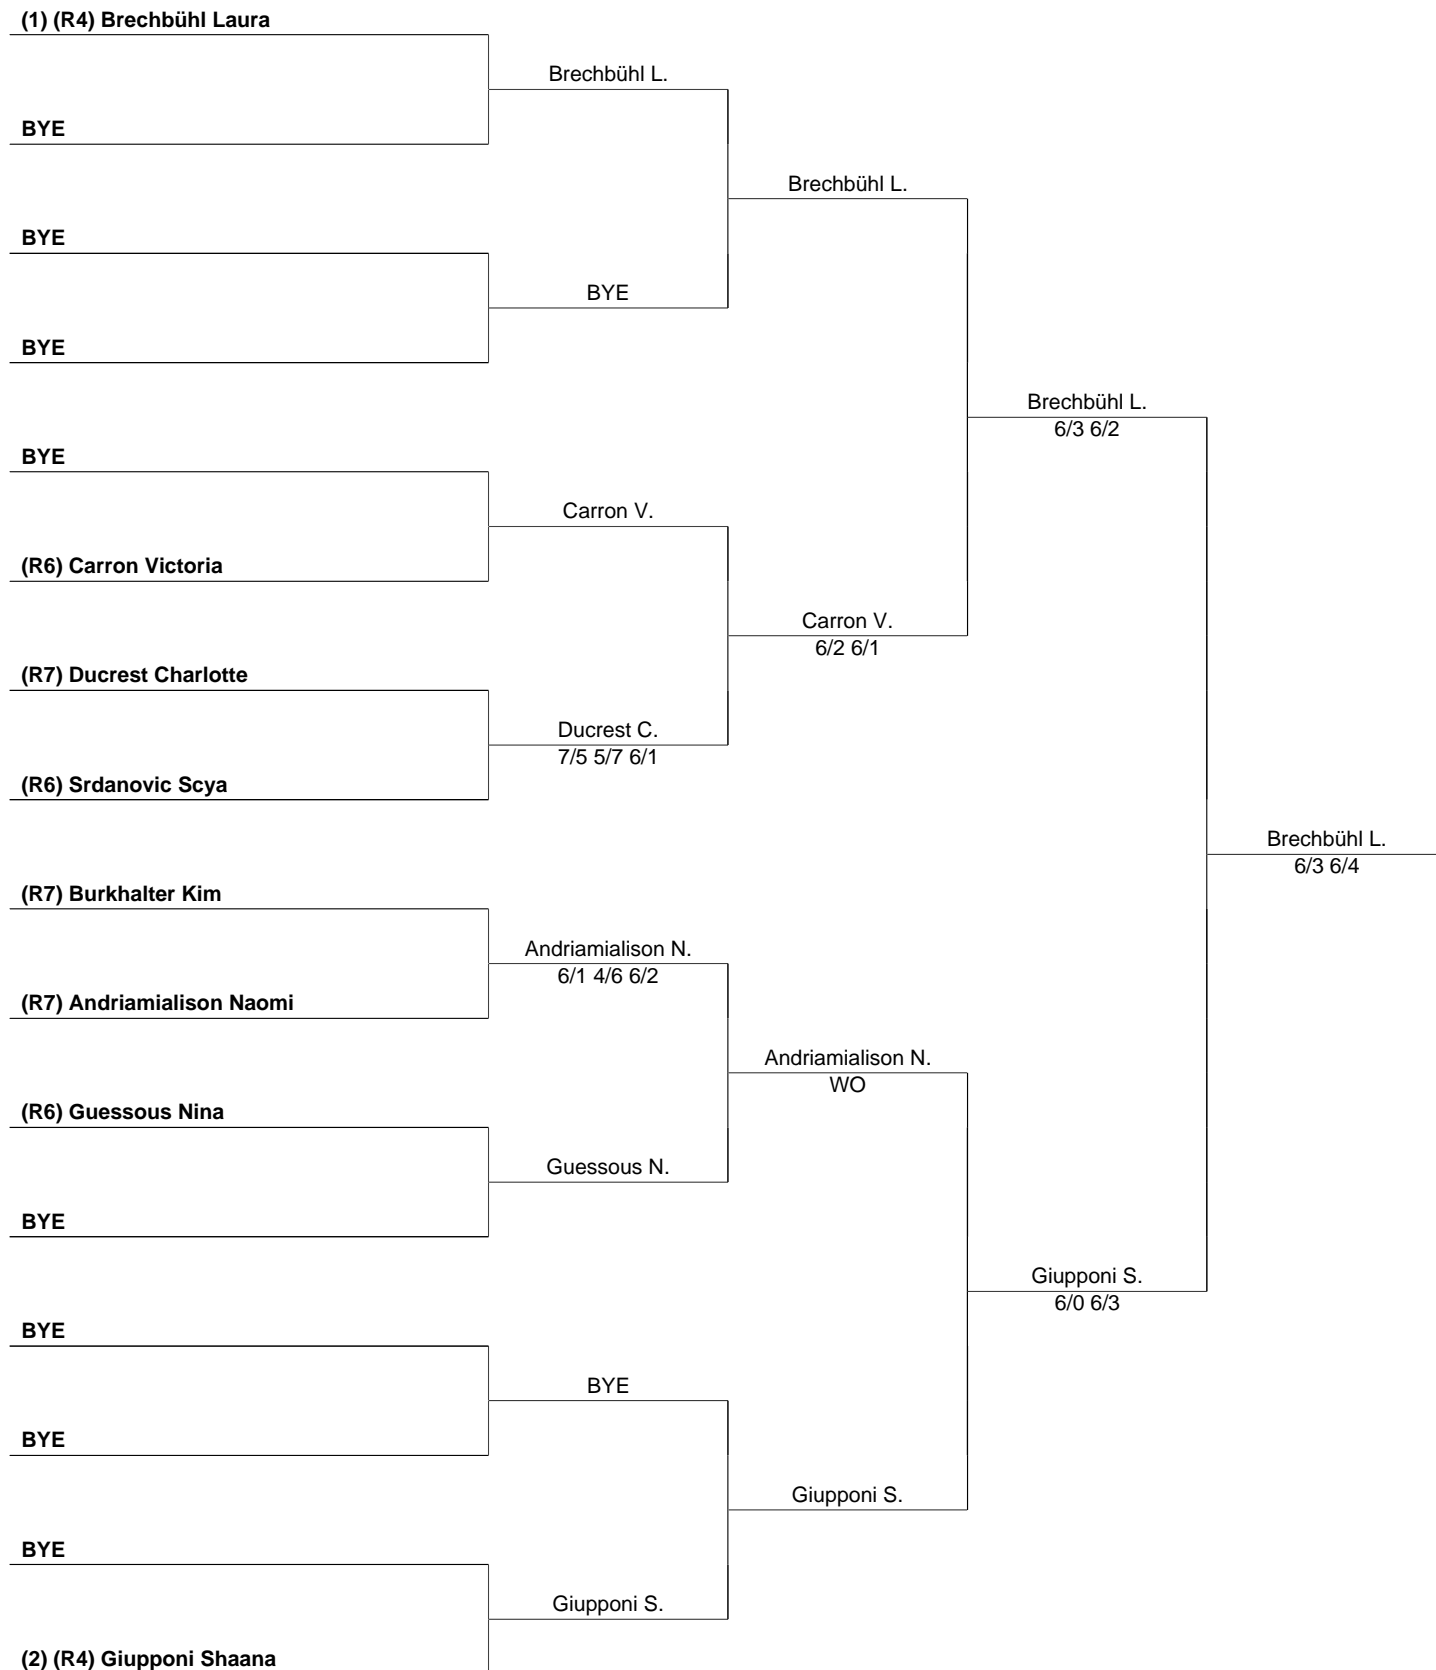 (1) (R4) Brechbühl Laura
Brechbühl L.
BYE
Brechbühl L.
BYE
BYE
BYE
Brechbühl L.
6/3 6/2
BYE
Carron V.
(R6) Carron Victoria
Carron V.
6/2 6/1
(R7) Ducrest Charlotte
Ducrest C.
7/5 5/7 6/1
(R6) Srdanovic Scya
Brechbühl L.
6/3 6/4
(R7) Burkhalter Kim
Andriamialison N.
6/1 4/6 6/2
(R7) Andriamialison Naomi
Andriamialison N.
WO
(R6) Guessous Nina
Guessous N.
BYE
Giupponi S.
6/0 6/3
BYE
BYE
BYE
Giupponi S.
BYE
Giupponi S.
(2) (R4) Giupponi Shaana